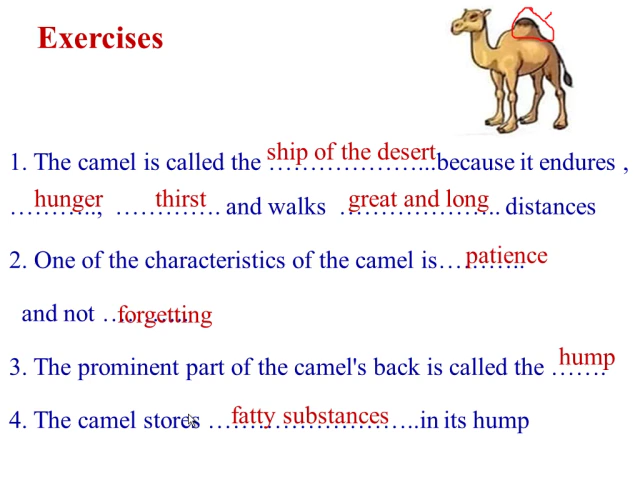 Exercises
1. The camel is called the ship of the desert ………………...because it endures ,
hunger ………., thirst …………. and walks great and long ……………….. distances
2. One of the characteristics of the camel is patience………..
and not forgetting ………..
3. The prominent part of the camel's back is called the hump …….
4. The camel stores fatty substances ……………………..in its hump